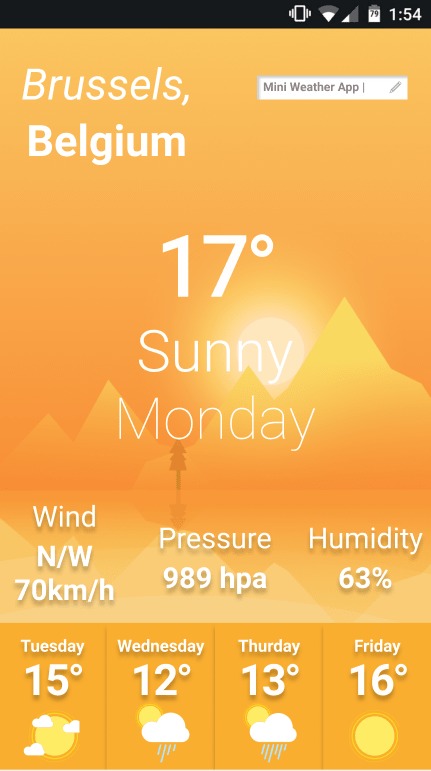 79 1:54
Brussels,
Mini Weather App |
Belgium
17°
Sunny
Monday
Wind
N/W
70km/h
Pressure
989 hpa
Humidity
63%
Tuesday
15°
Wednesday
12°
Thurday
13°
Friday
16°